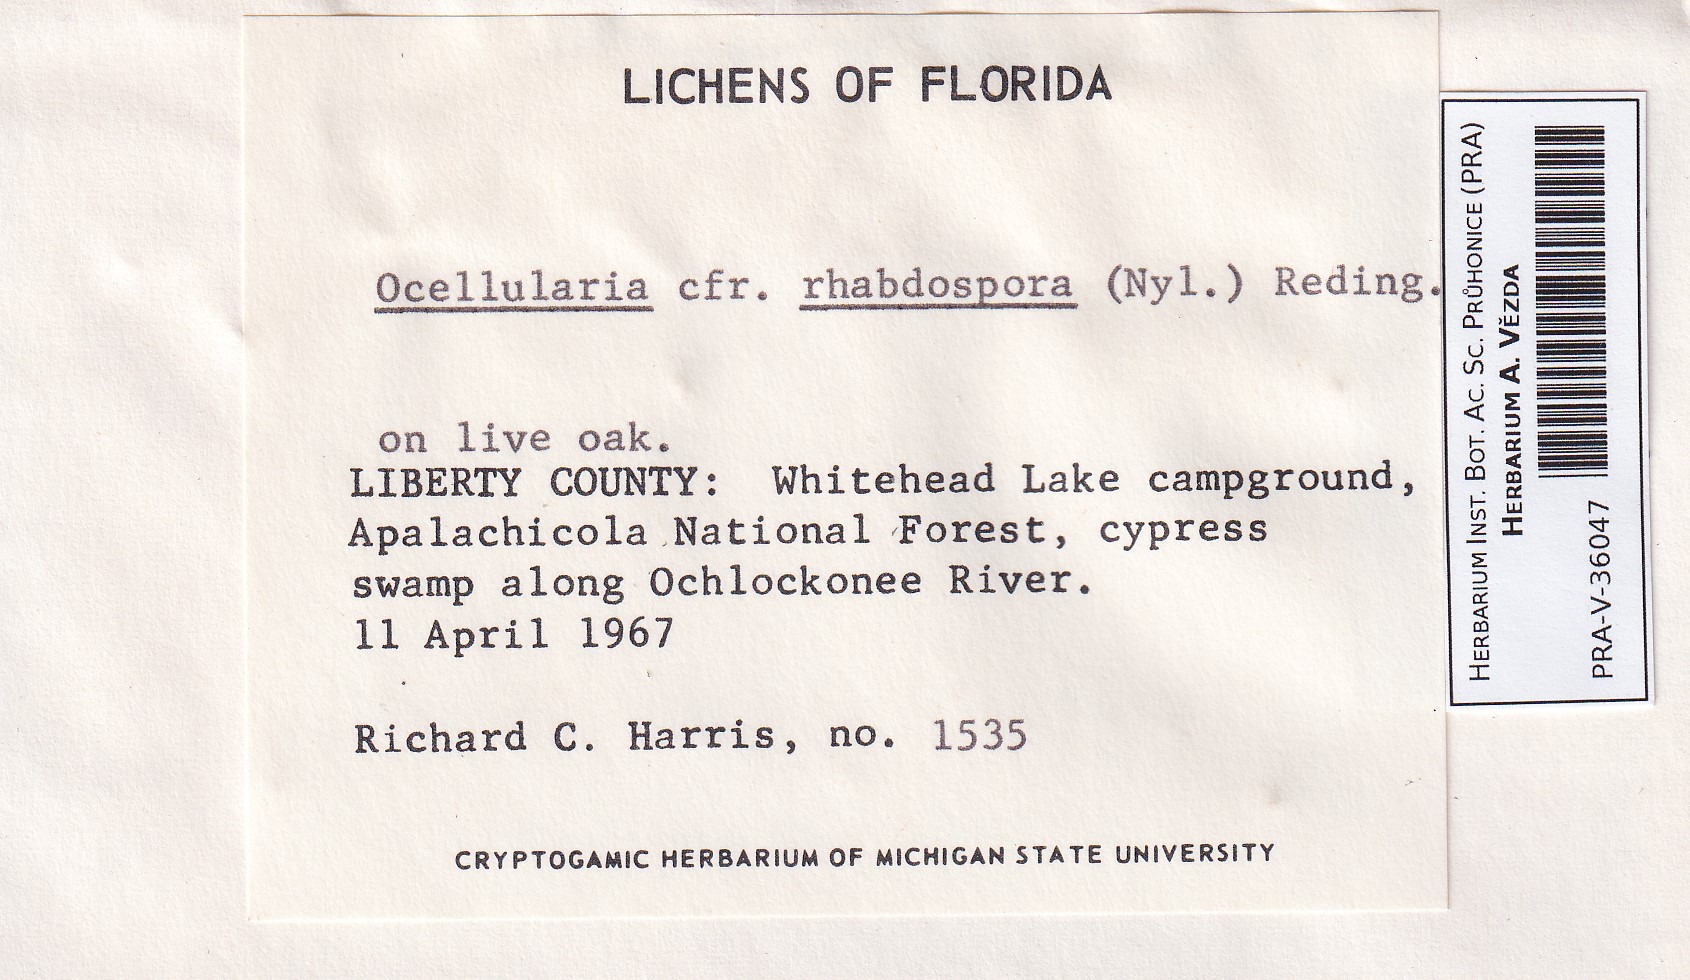 LICHENS OF FLORIDA
Ocellularia cfr. rhabdospora (Nyl.) Reding.
on live oak.
LIBERTY COUNTY: Whitehead Lake campground,
Apalachicola National Forest, cypress
swamp along Ochlockonee River.
11 April 1967
Richard C. Harris, no. 1535
CRYPTOGAMIC HERBARIUM OF MICHIGAN STATE UNIVERSITY
HERBARIUM INST. BOT. AC. SC. PRŮHONICE (PRA)
HERBARIUM A. VĚZDA
PRA-V-36047